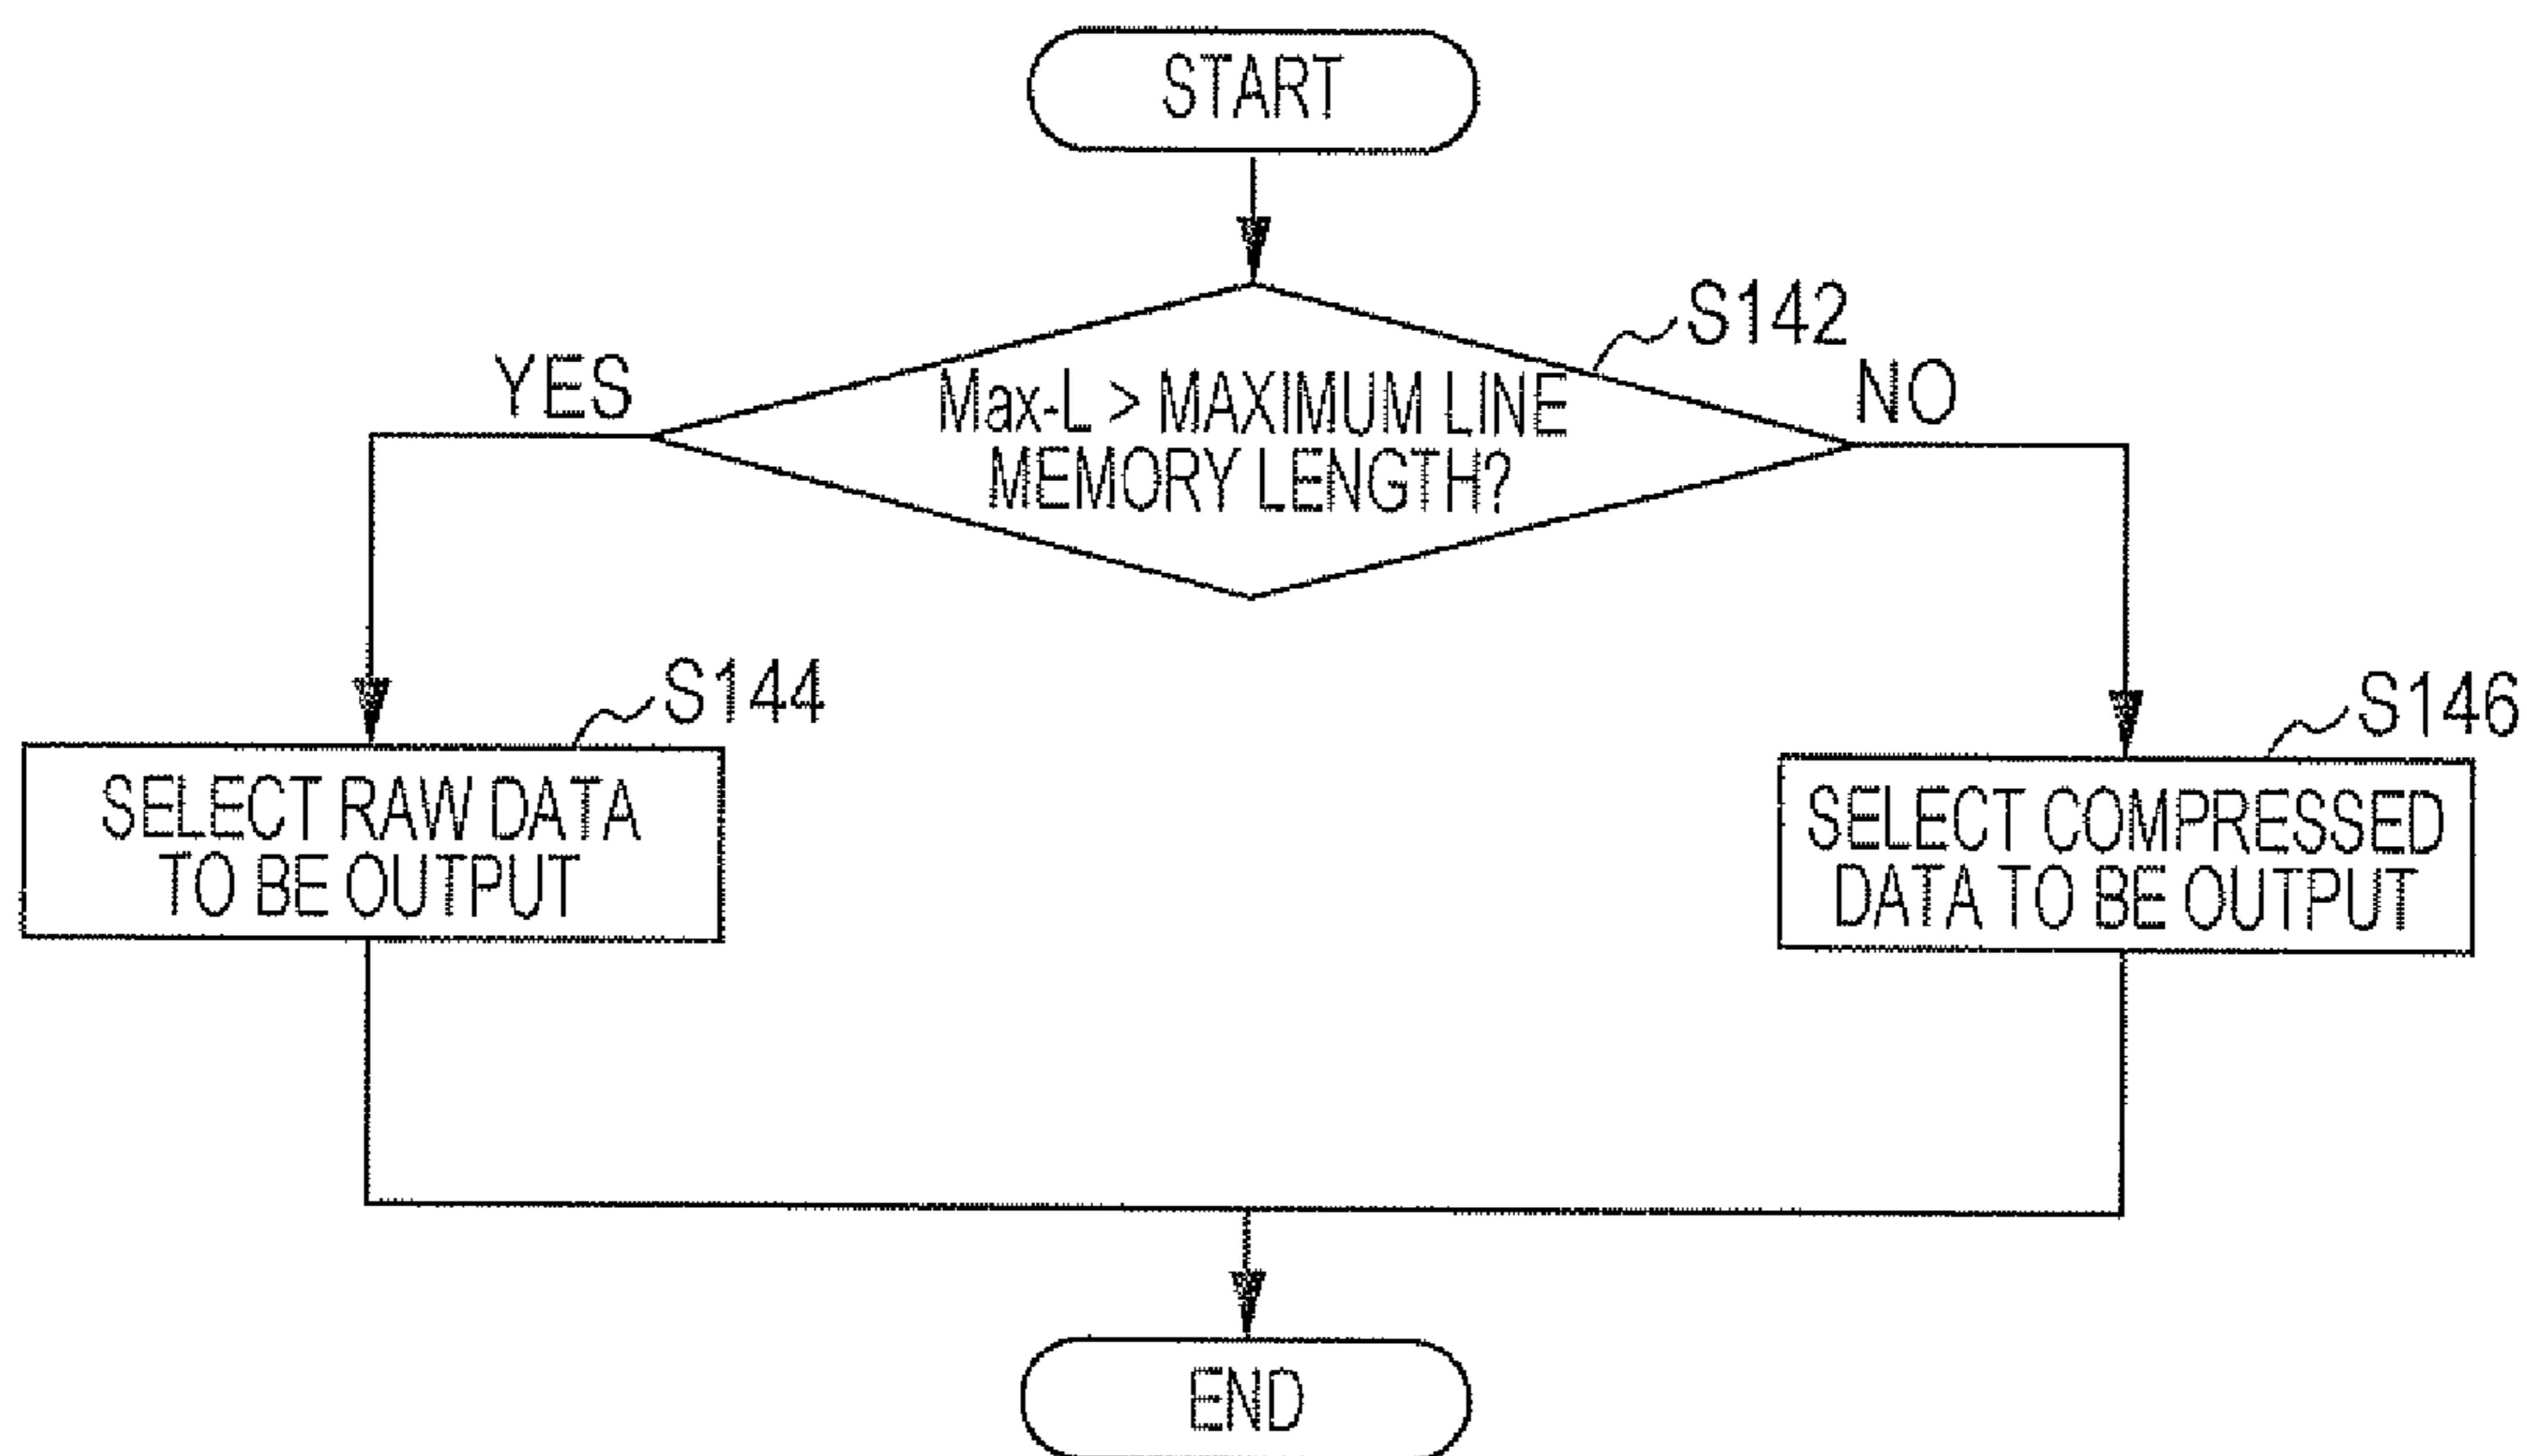 START
S142
YES
NO
Max-L > MAXIMUM LINE
MEMORY LENGTH?
S144
S146
SELECT RAW DATA
TO BE OUTPUT
SELECT COMPRESSED
DATA TO BE OUTPUT
END